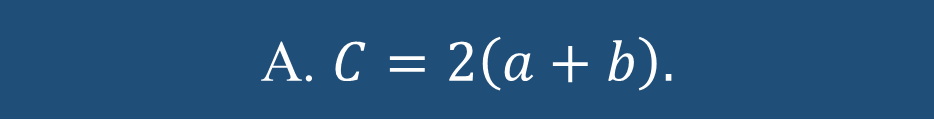 A. C = 2(a + b).